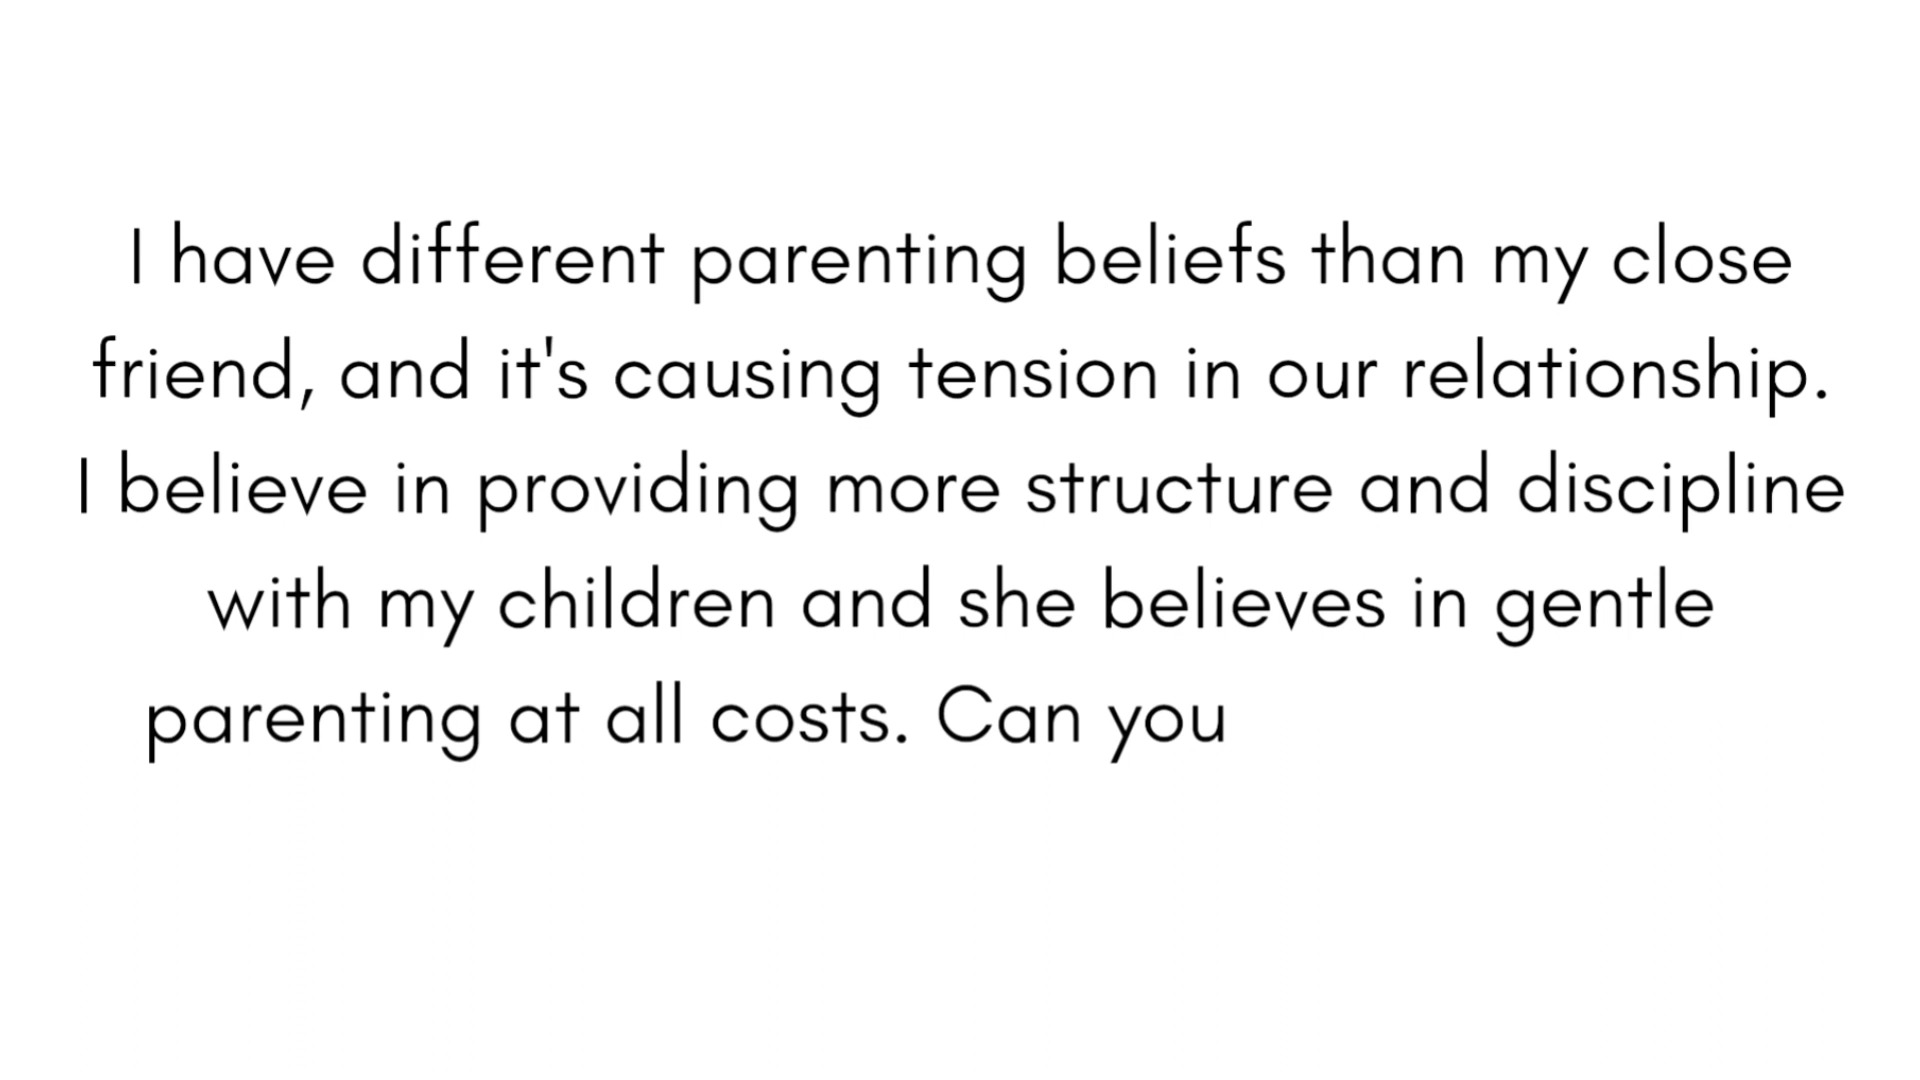 I have different parenting beliefs than my close
friend, and it's causing tension in our relationship.
I believe in providing more structure and discipline
with my children and she believes in gentle
parenting at all costs. Can you